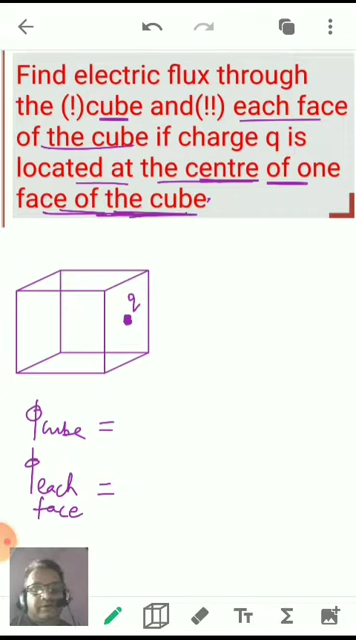 Find electric flux through
the (!)cube and(!!) each face
of the cube if charge q is
located at the centre of one
face of the cube
q
ϕcube =
ϕeach face =
Tт
Σ